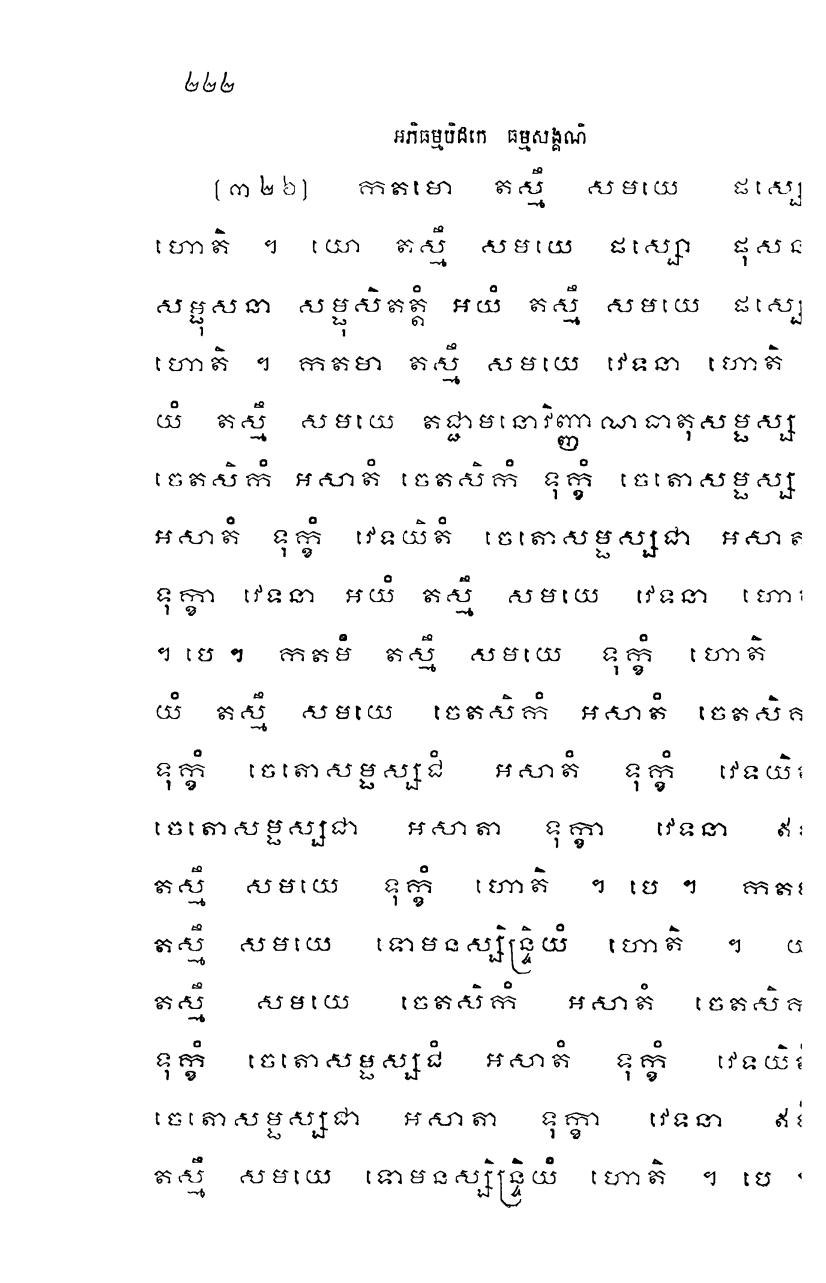 ២២២
អភិធម្មបិដកេ ធម្មសង្គណិ
(៣២៦) កតមោ តស្មឹ សមយេ ផស្សេ
ហោតិ ។ យោ តស្មឹ សមយេ ផស្សោ ផុសន
សម្ផុសនា សម្ផុសិតត្តំ អយំ តស្មឹ សមយេ ផស្សេ
ហោតិ ។ កតមា តស្មឹ សមយេ វេទនា ហោតិ
យំ តស្មឹ សមយេ តជ្ជាមនោវិញ្ញាណធាតុសម្ផស្ស
ចេតសិកំ អសាតំ ចេតសិកំ ទុក្ខំ ចេតោសម្ផស្ស
អសាតំ ទុក្ខំ វេទយិតំ ចេតោសម្ផស្សជា អសាត
ទុក្ខា វេទនា អយំ តស្មឹ សមយេ វេទនា ហោ
។ បេ ។ កតមំ តស្មឹ សមយេ ទុក្ខំ ហោតិ
យំ តស្មឹ សមយេ ចេតសិកំ អសាតំ ចេតសិក
ទុក្ខំ ចេតោសម្ផស្សជំ អសាតំ ទុក្ខំ វេទយិ
ចេតោសម្ផស្សជា អសាតា ទុក្ខា វេទនា ឥ
តស្មឹ សមយេ ទុក្ខំ ហោតិ ។ បេ ។ កត
តស្មឹ សមយេ ទោមនស្សិន្ទ្រិយំ ហោតិ ។ យ
តស្មឹ សមយេ ចេតសិកំ អសាតំ ចេតសិក
ទុក្ខំ ចេតោសម្ផស្សជំ អសាតំ ទុក្ខំ វេទយិ
ចេតោសម្ផស្សជា អសាតា ទុក្ខា វេទនា ឥ
តស្មឹ សមយេ ទោមនស្សិន្ទ្រិយំ ហោតិ ។ បេ ។